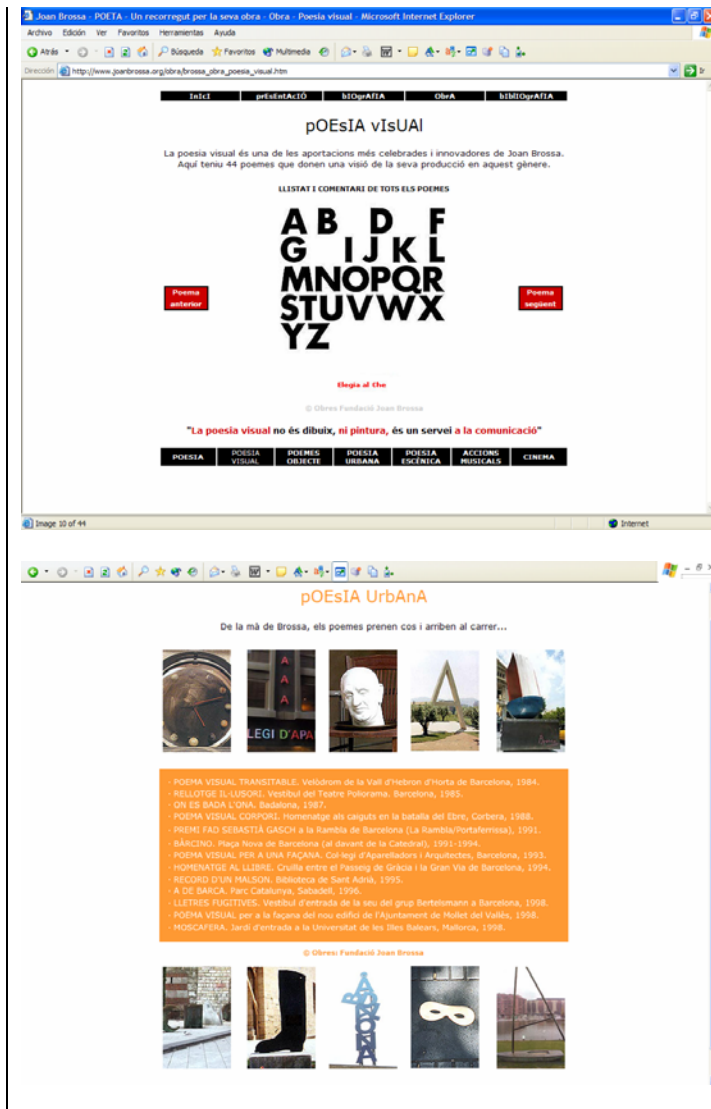 Joan Brossa - POETA - Un recorregut per la seva obra - Obra - Poesia visual - Microsoft Internet Explorer
Archivo Edición Ver Favoritos Herramientas Ayuda
Atrás Búsqueda Favoritos Multimedia
Dirección http://www.joanbrossa.org/obra/brossa_obra_poesia_visual.htm Ir
InIcI prEsEntAcIÓ bIOgrAfIA ObrA bIblIOgrAfIA
pOEsIA vIsUAl
La poesia visual és una de les aportacions més celebrades i innovadores de Joan Brossa.
Aquí teniu 44 poemes que donen una visió de la seva producció en aquest gènere.
LLISTAT I COMENTARI DE TOTS ELS POEMES
A B D F
G I J K L
MNOPQR
STUVWX
YZ
Poema anterior
Poema següent
Elegia al Che
© Obres Fundació Joan Brossa
"La poesia visual no és dibuix, ni pintura, és un servei a la comunicació"
POESIA POESIA VISUAL POEMES OBJECTE POESIA URBANA POESIA ESCÈNICA ACCIONS MUSICALS CINEMA
Image 10 of 44 Internet
pOEsIA UrbAnA
De la mà de Brossa, els poemes prenen cos i arriben al carrer...
A
A
A
LEGI D'APA
- POEMA VISUAL TRANSITABLE. Velòdrom de la Vall d'Hebron d'Horta de Barcelona, 1984.
- RELLOTGE IL·LUSORI. Vestíbul del Teatre Poliorama. Barcelona, 1985.
- ON ES BADA L'ONA. Badalona, 1987.
- POEMA VISUAL CORPORI. Homenatge als caiguts en la batalla del Ebre, Corbera, 1988.
- PREMI FAD SEBASTIÀ GASCH a la Rambla de Barcelona (La Rambla/Portaferrissa), 1991.
- BÀRCINO. Plaça Nova de Barcelona (al davant de la Catedral), 1991-1994.
- POEMA VISUAL PER A UNA FAÇANA. Col·legi d'Aparelladors i Arquitectes, Barcelona, 1993.
- HOMENATGE AL LLIBRE. Cruïlla entre el Passeig de Gràcia i la Gran Via de Barcelona, 1994.
- RECORD D'UN MALSON. Biblioteca de Sant Adrià, 1995.
- A DE BARCA. Parc Catalunya, Sabadell, 1996.
- LLETRES FUGITIVES. Vestíbul d'entrada de la seu del grup Bertelsmann a Barcelona, 1998.
- POEMA VISUAL per a la façana del nou edifici de l'Ajuntament de Mollet del Vallès, 1998.
- MOSCAFERA. Jardí d'entrada a la Universitat de les Illes Balears, Mallorca, 1998.
© Obres: Fundació Joan Brossa